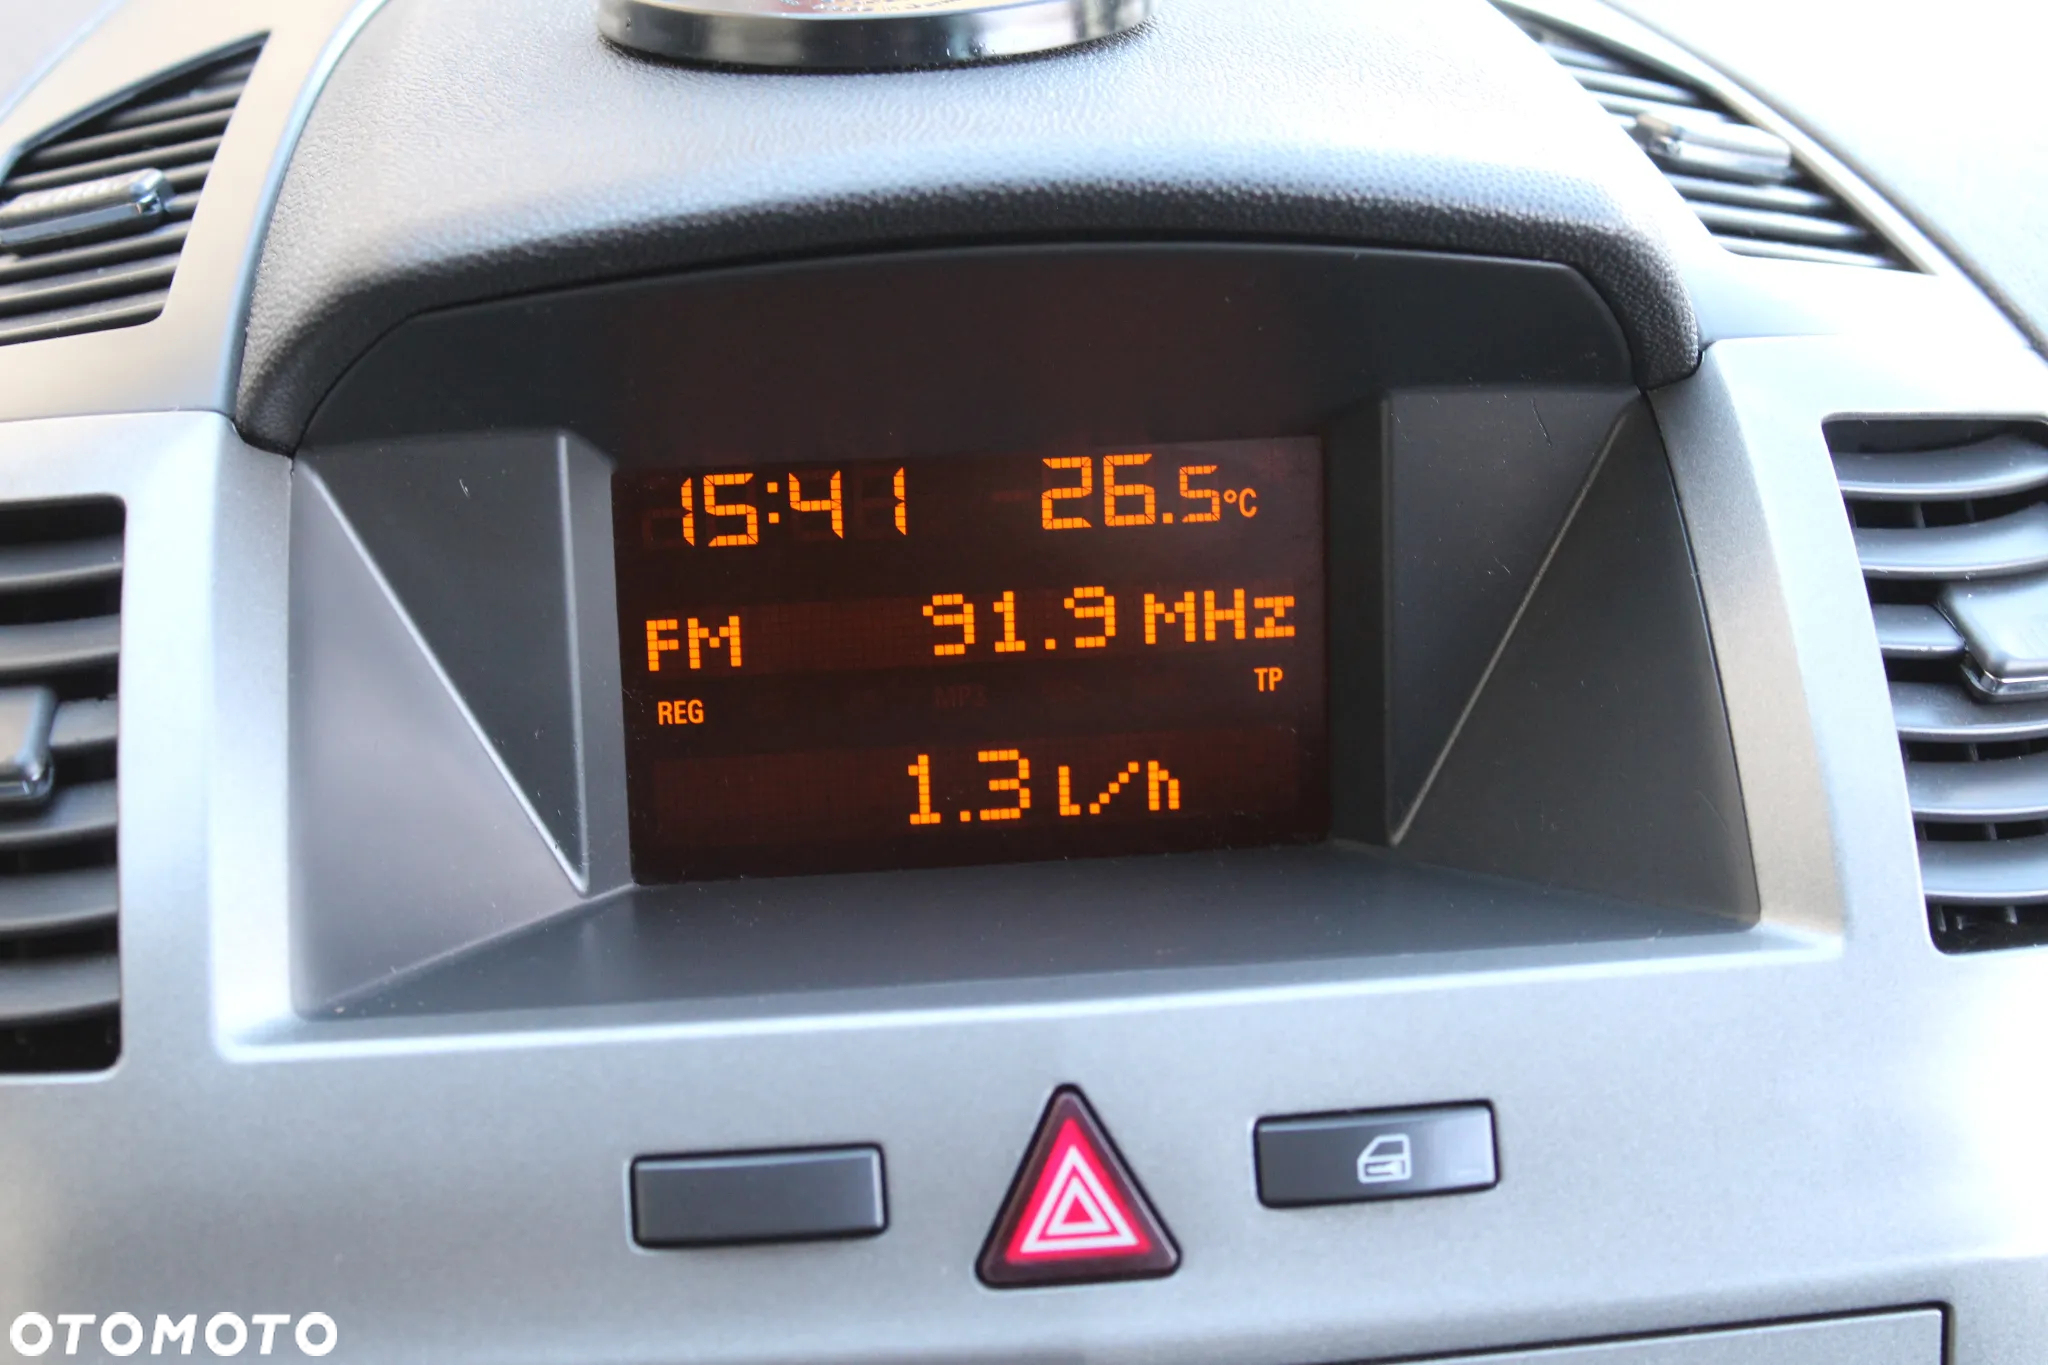 15:41 26.5°C
FM 91.9 MHz
REG TP
1.3 l/h
OTOMOTO